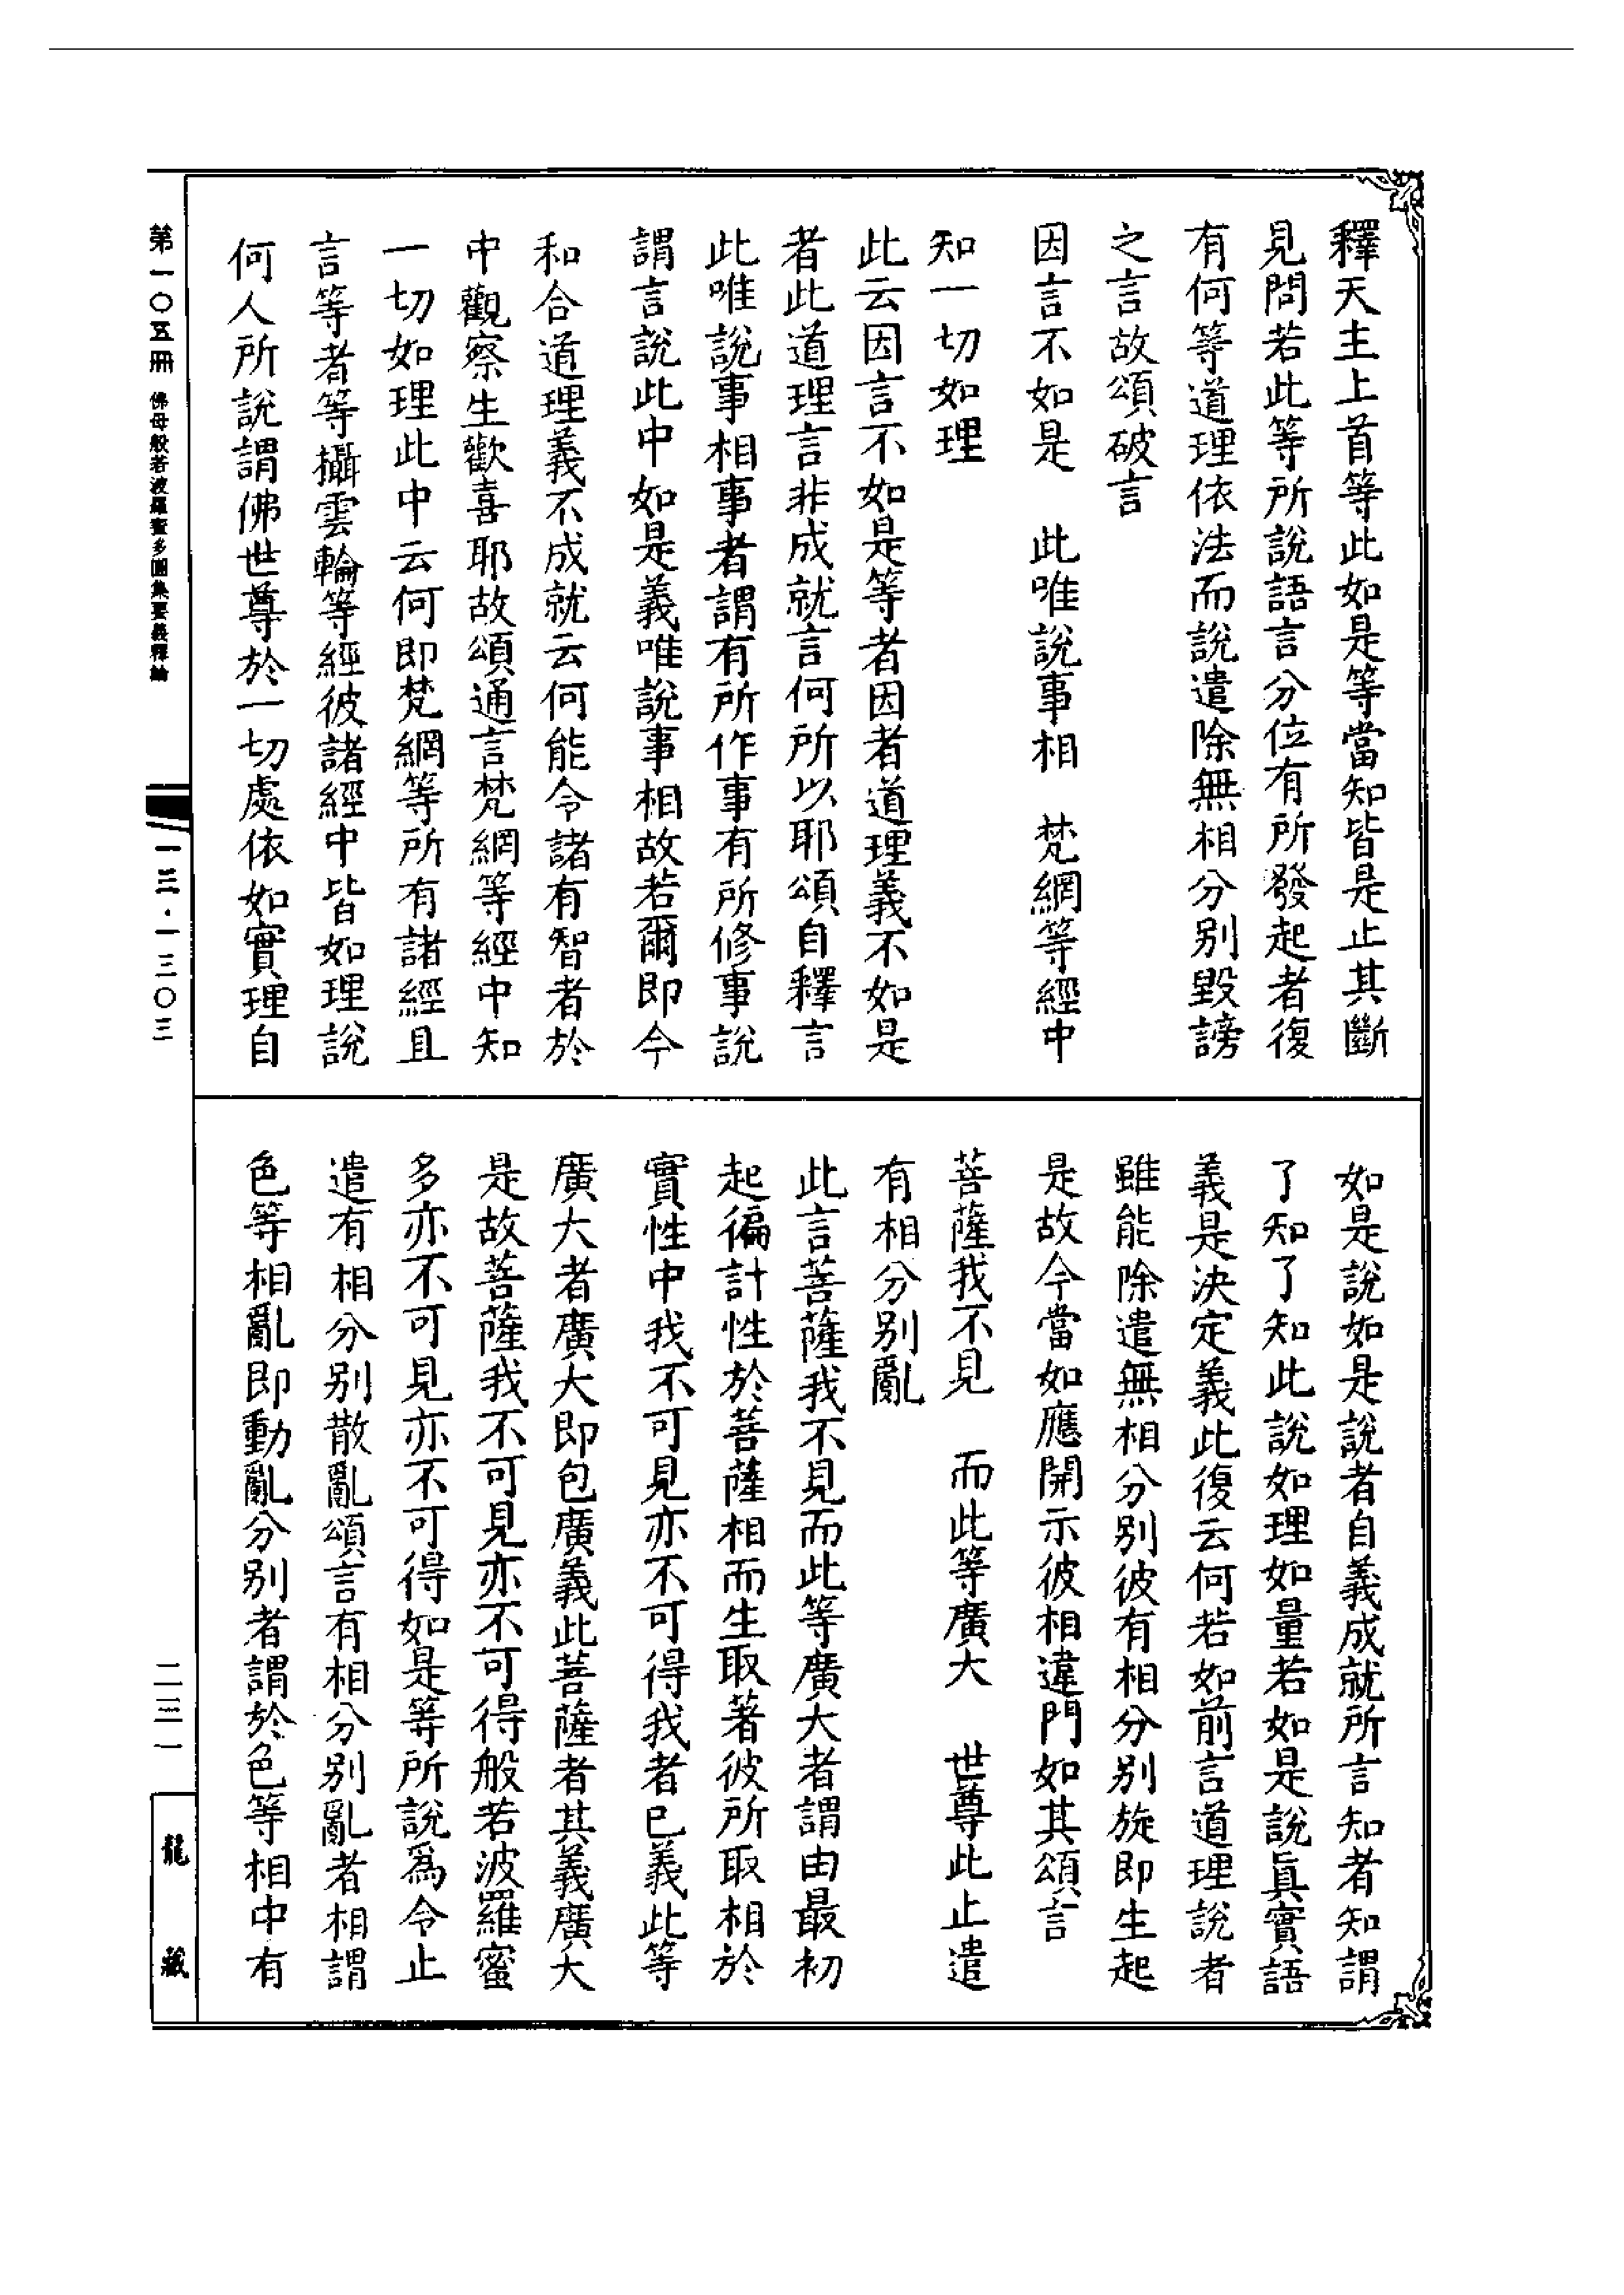 釋天主上首等此如是等當知皆是止其斷
見問若此等所說語言分位有所發起者復
有何等道理依法而說遣除無相分別毀謗
之言故頌破言
因言不如是　此唯說事相　梵網等經中
知一切如理
此云因言不如是等者因者道理義不如是
者此道理言非成就言何所以耶頌自釋言
此唯說事相事者謂有所作事有所修事說
謂言說此中如是義唯說事相故若爾即今
和合道理義不成就云何能令諸有智者於
中觀察生歡喜耶故頌通言梵網等經中知
一切如理此中云何即梵網等所有諸經且
言等者等攝雲輪等經彼諸經中皆如理說
何人所說謂佛世尊於一切處依如實理自
如是說如是說者自義成就所言知者知謂
了知了知此說如理如量若如是說真實語
義是決定義此復云何若如前言道理說者
雖能除遣無相分別彼有相分別旋即生起
是故今當如應開示彼相違門如其頌言
菩薩我不見　而此等廣大　世尊此止遣
有相分別亂
此言菩薩我不見而此等廣大者謂由最初
起徧計性於菩薩相而生取著彼所取相於
實性中我不可見亦不可得我者已義此等
廣大者廣大即包廣義此菩薩者其義廣大
是故菩薩我不可見亦不可得般若波羅蜜
多亦不可見亦不可得如是等所說爲令止
遣有相分別散亂頌言有相分別亂者相謂
色等相亂即動亂分別者謂於色等相中有
第一〇五冊　佛母般若波羅蜜多圓集要義釋論
一三·一三〇三
二三一
龍藏